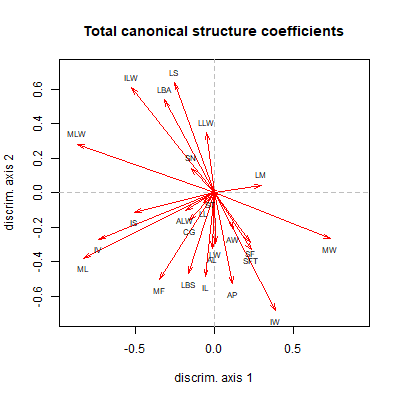 Total canonical structure coefficients
discrim. axis 2
0.6
0.4
0.2
0.0
-0.2
-0.4
-0.6
LS
ILW
LBA
LLW
MLW
SN
LM
LL
ALW
IS
CG
AW
IV
MW
LW
SF
AL
SFT
ML
LBS
IL
MF
AP
IW
-0.5
0.0
0.5
discrim. axis 1